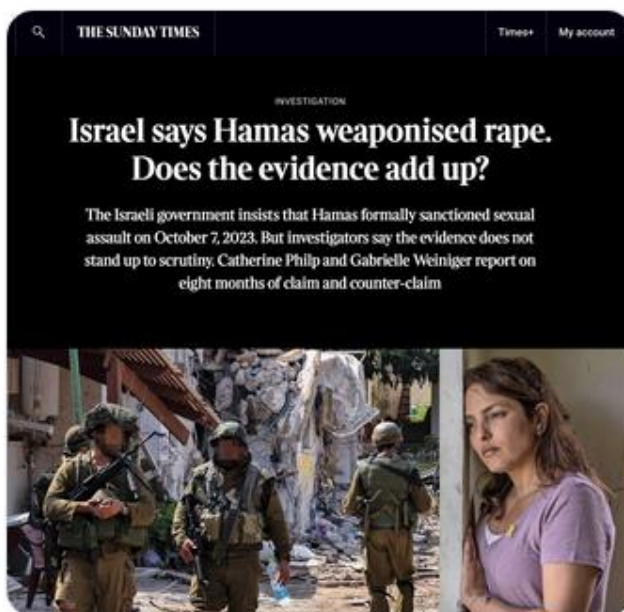 THE SUNDAY TIMES
Times+
My account
INVESTIGATION
Israel says Hamas weaponised rape.
Does the evidence add up?
The Israeli government insists that Hamas formally sanctioned sexual
assault on October 7, 2023. But investigators say the evidence does not
stand up to scrutiny. Catherine Philp and Gabrielle Weiniger report on
eight months of claim and counter-claim